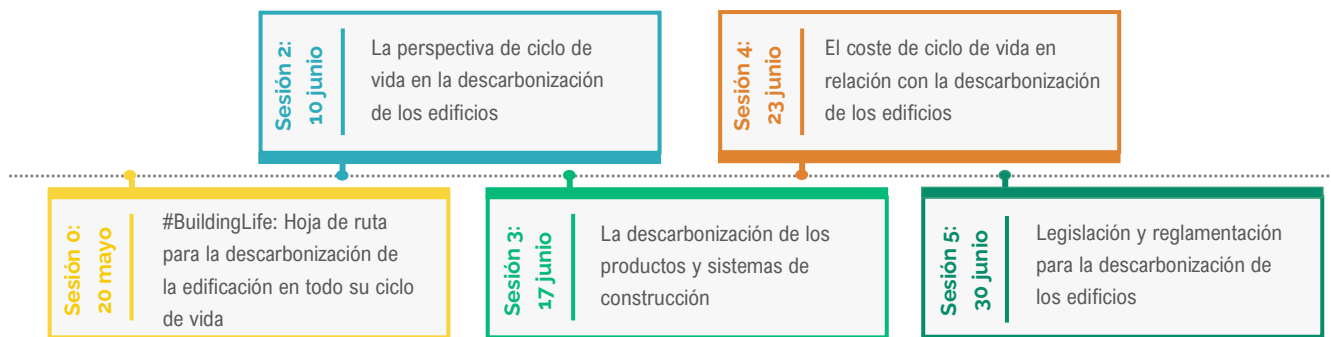 Sesión 0:
20 mayo
#BuildingLife: Hoja de ruta
para la descarbonización de
la edificación en todo su ciclo
de vida
Sesión 2:
10 junio
La perspectiva de ciclo de
vida en la descarbonización
de los edificios
Sesión 3:
17 junio
La descarbonización de los
productos y sistemas de
construcción
Sesión 4:
23 junio
El coste de ciclo de vida en
relación con la descarbonización
de los edificios
Sesión 5:
30 junio
Legislación y reglamentación
para la descarbonización de
los edificios